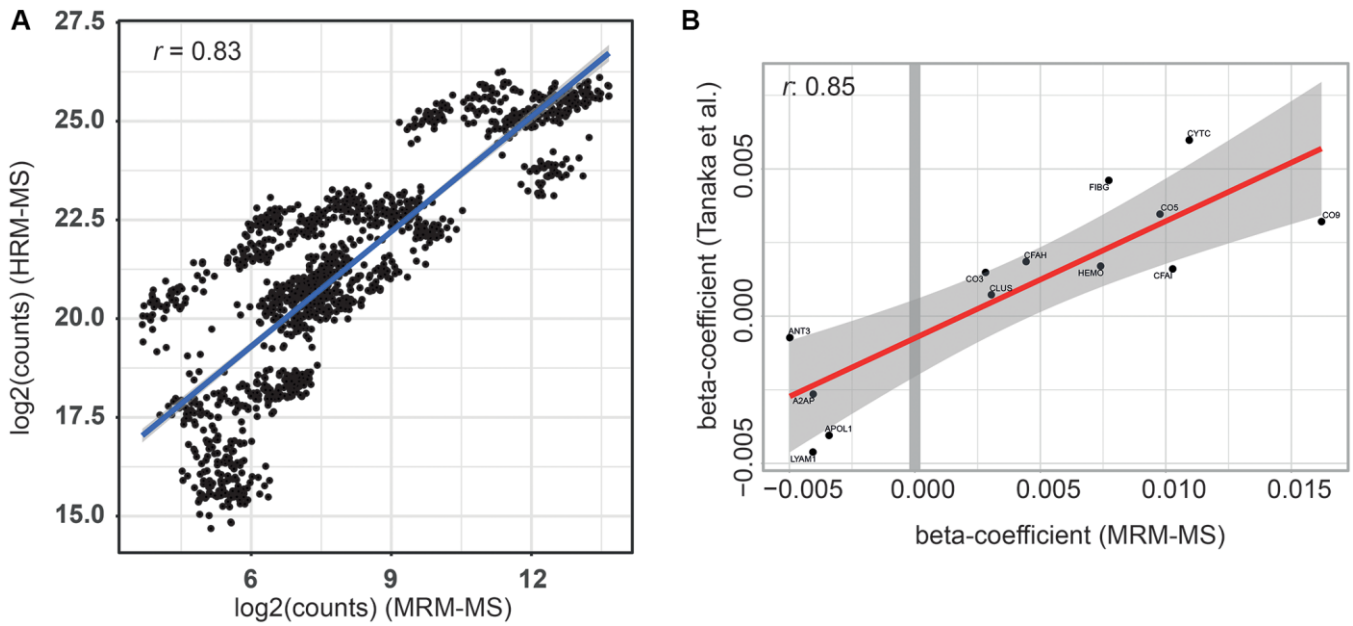 A
r = 0.83
27.5
25.0
22.5
20.0
17.5
15.0
log2(counts) (HRM-MS)
6 9 12
log2(counts) (MRM-MS)
B
r: 0.85
beta-coefficient (Tanaka et al.)
0.005
0.000
−0.005
CYTC
FIBG
CO5
CO9
CFAH
CO3
HEMO
CFAI
CLUS
ANT3
A2AP
APOL1
LYAM1
−0.005 0.000 0.005 0.010 0.015
beta-coefficient (MRM-MS)